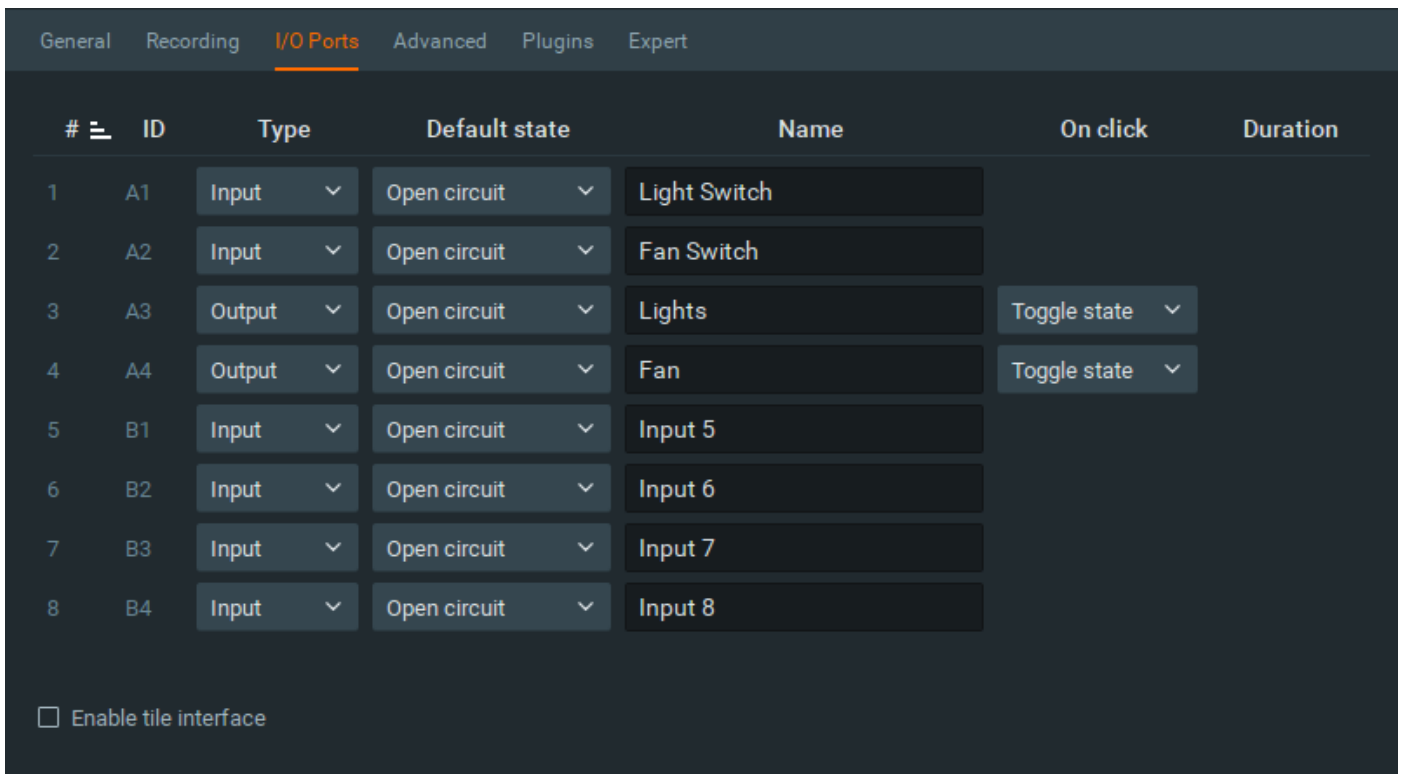 General Recording I/O Ports Advanced Plugins Expert
# ID Type Default state Name On click Duration
1 A1 Input Open circuit Light Switch
2 A2 Input Open circuit Fan Switch
3 A3 Output Open circuit Lights Toggle state
4 A4 Output Open circuit Fan Toggle state
5 B1 Input Open circuit Input 5
6 B2 Input Open circuit Input 6
7 B3 Input Open circuit Input 7
8 B4 Input Open circuit Input 8
Enable tile interface